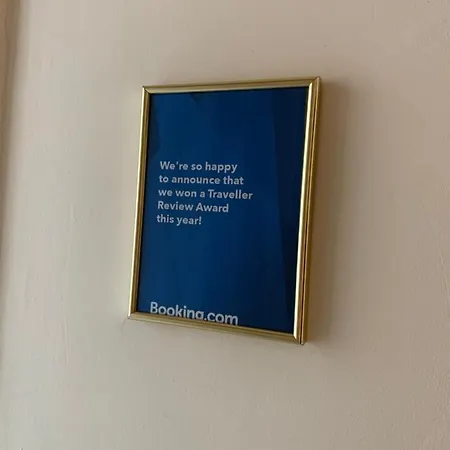 We're so happy
to announce that
we won a Traveller
Review Award
this year!
Booking.com